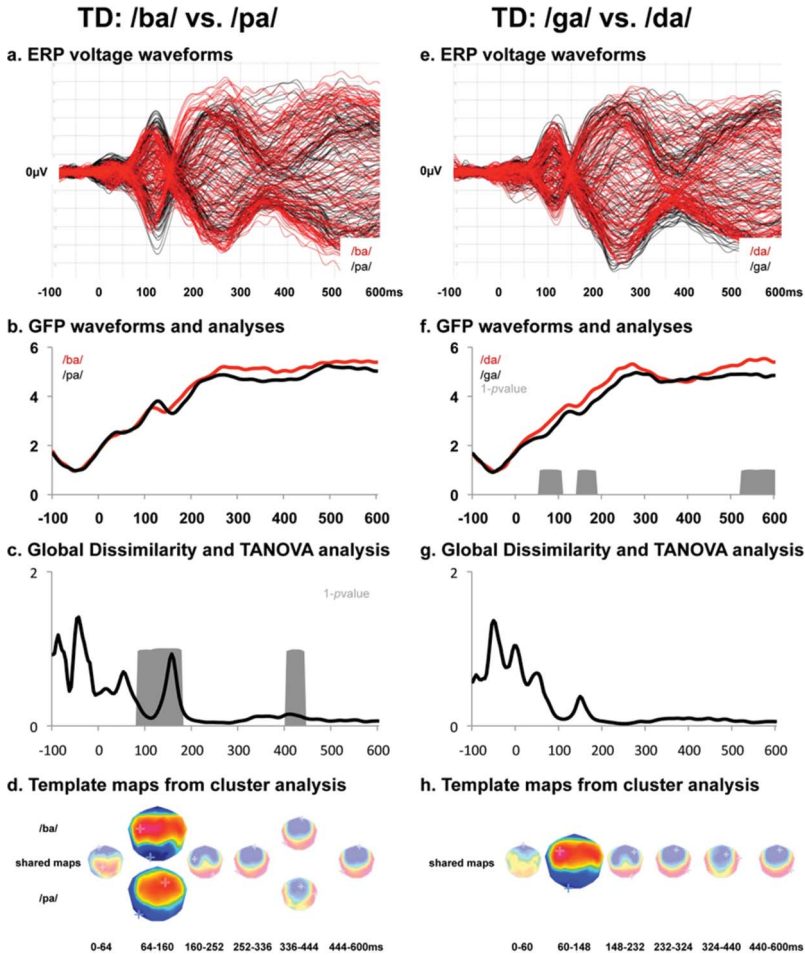 TD: /ba/ vs. /pa/
a. ERP voltage waveforms
0µV
/ba/
/pa/
-100 0 100 200 300 400 500 600ms
b. GFP waveforms and analyses
6
/ba/
/pa/
4
2
0
-100 0 100 200 300 400 500 600
c. Global Dissimilarity and TANOVA analysis
2
1-pvalue
0
-100 0 100 200 300 400 500 600
d. Template maps from cluster analysis
/ba/
shared maps
/pa/
0-64 64-160 160-252 252-336 336-444 444-600ms
TD: /ga/ vs. /da/
e. ERP voltage waveforms
0µV
/da/
/ga/
-100 0 100 200 300 400 500 600ms
f. GFP waveforms and analyses
6
/da/
/ga/
1-pvalue
4
2
0
-100 0 100 200 300 400 500 600
g. Global Dissimilarity and TANOVA analysis
2
0
-100 0 100 200 300 400 500 600
h. Template maps from cluster analysis
shared maps
0-60 60-148 148-232 232-324 324-440 440-600ms